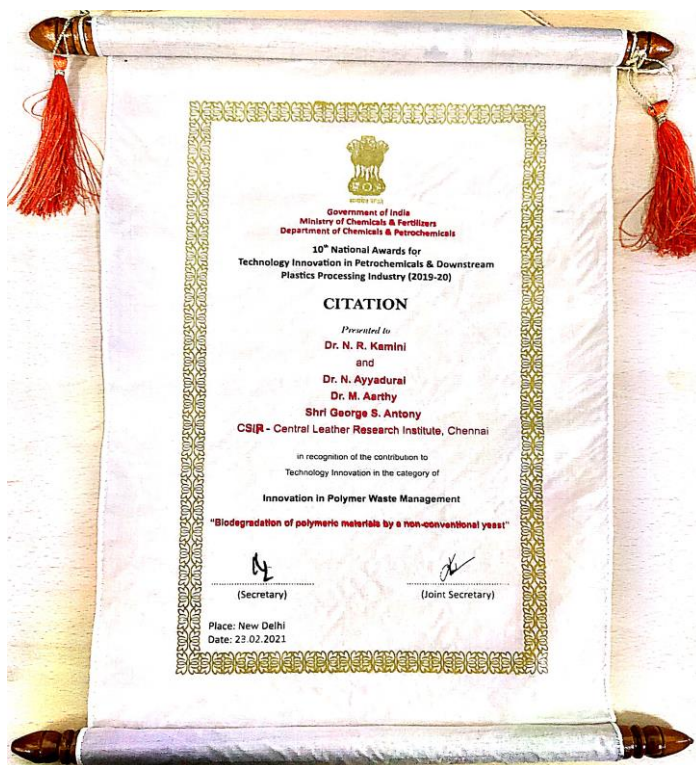 सत्यमेव जयते
Government of India
Ministry of Chemicals & Fertilizers
Department of Chemicals & Petrochemicals
10th National Awards for
Technology Innovation in Petrochemicals & Downstream
Plastics Processing Industry (2019-20)
CITATION
Presented to
Dr. N. R. Kamini
and
Dr. N. Ayyadurai
Dr. M. Aarthy
Shri George S. Antony
CSIR - Central Leather Research Institute, Chennai
in recognition of the contribution to
Technology Innovation in the category of
Innovation in Polymer Waste Management
"Biodegradation of polymeric materials by a non-conventional yeast"
(Secretary) (Joint Secretary)
Place: New Delhi
Date: 23.02.2021